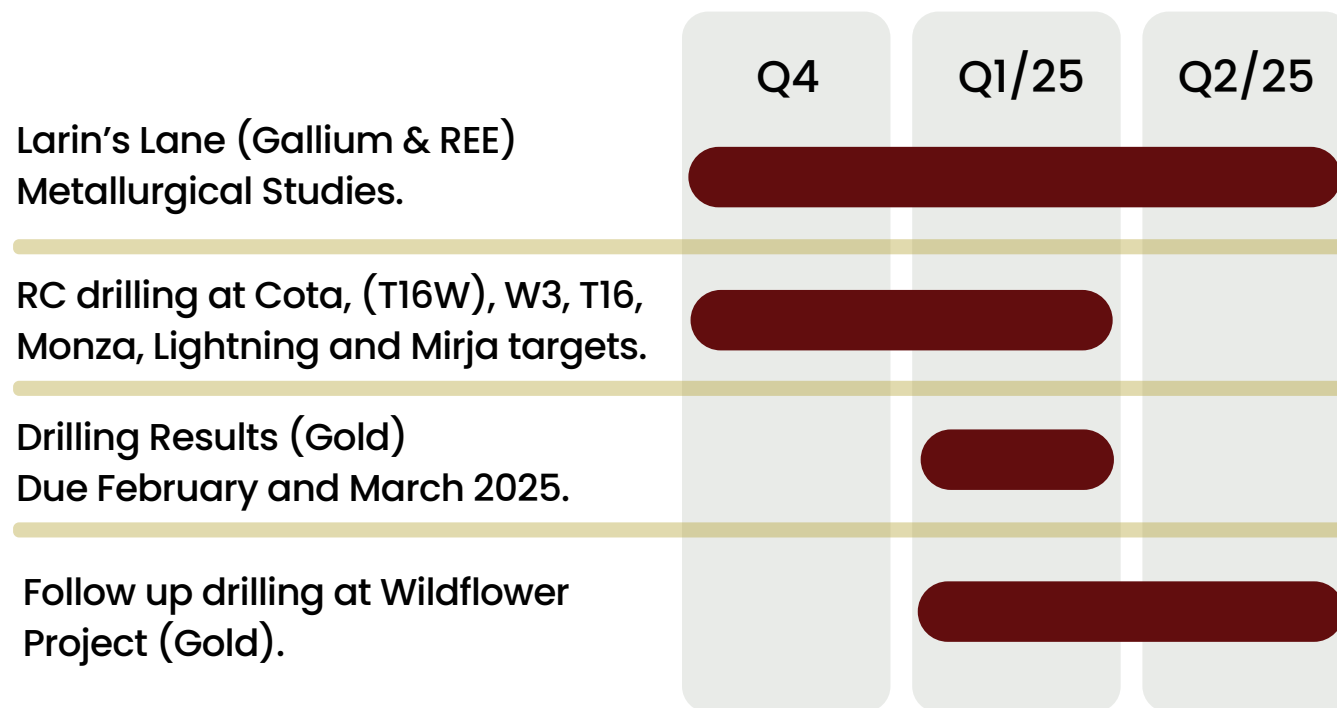 Q4 Q1/25 Q2/25
Larin’s Lane (Gallium & REE)
Metallurgical Studies.
RC drilling at Cota, (T16W), W3, T16,
Monza, Lightning and Mirja targets.
Drilling Results (Gold)
Due February and March 2025.
Follow up drilling at Wildflower
Project (Gold).